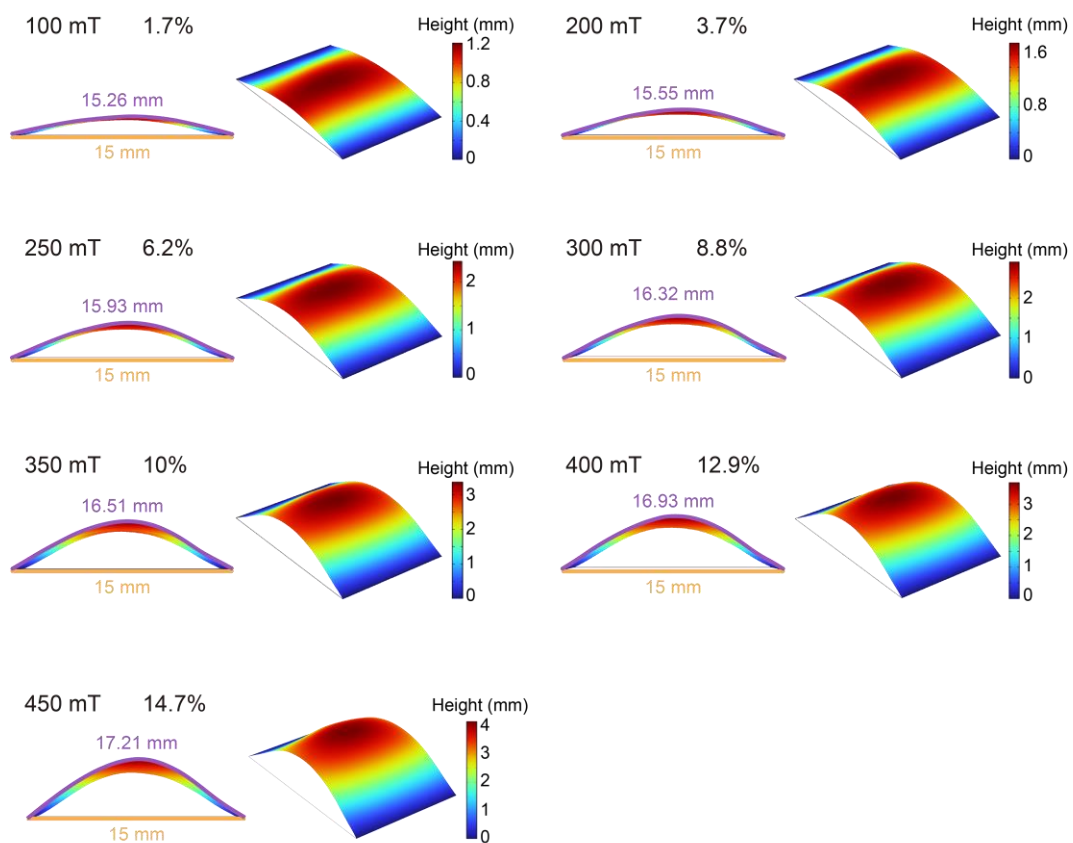 100 mT 1.7%
Height (mm)
1.2
0.8
0.4
0
15.26 mm
15 mm
200 mT 3.7%
Height (mm)
1.6
0.8
0
15.55 mm
15 mm
250 mT 6.2%
Height (mm)
2
1
0
15.93 mm
15 mm
300 mT 8.8%
Height (mm)
2
1
0
16.32 mm
15 mm
350 mT 10%
Height (mm)
3
2
1
0
16.51 mm
15 mm
400 mT 12.9%
Height (mm)
3
2
1
0
16.93 mm
15 mm
450 mT 14.7%
Height (mm)
4
3
2
1
0
17.21 mm
15 mm